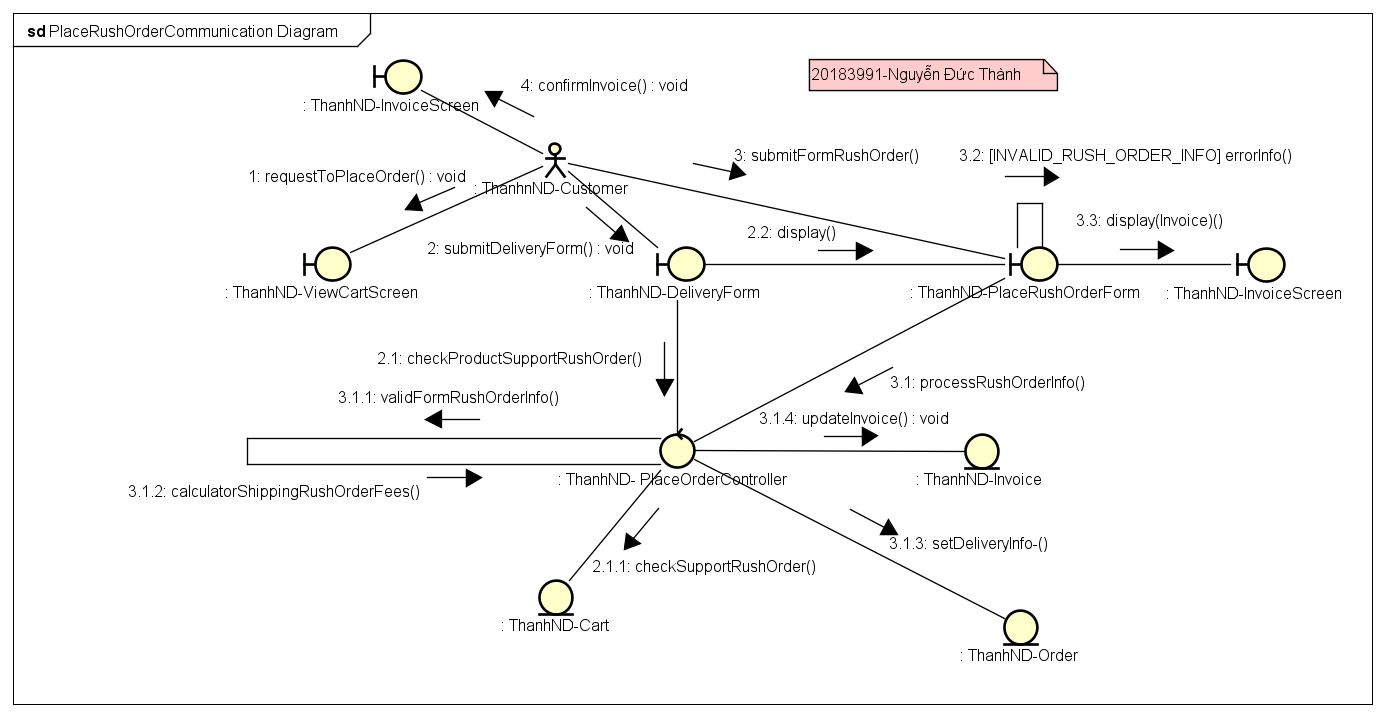 sd PlaceRushOrderCommunication Diagram
20183991-Nguyễn Đức Thành
4: confirmInvoice() : void
: ThanhND-InvoiceScreen
3: submitFormRushOrder()
3.2: [INVALID_RUSH_ORDER_INFO] errorInfo()
1: requestToPlaceOrder() : void
: ThanhnND-Customer
3.3: display(Invoice)()
2.2: display()
2: submitDeliveryForm() : void
: ThanhND-ViewCartScreen
: ThanhND-DeliveryForm
: ThanhND-PlaceRushOrderForm
: ThanhND-InvoiceScreen
2.1: checkProductSupportRushOrder()
3.1: processRushOrderInfo()
3.1.1: validFormRushOrderInfo()
3.1.4: updateInvoice() : void
: ThanhND- PlaceOrderController
: ThanhND-Invoice
3.1.2: calculatorShippingRushOrderFees()
3.1.3: setDeliveryInfo-()
2.1.1: checkSupportRushOrder()
: ThanhND-Cart
: ThanhND-Order